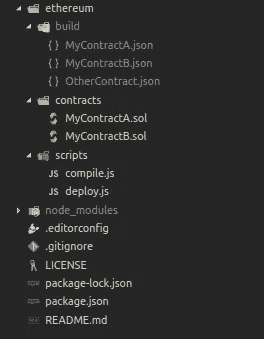 ethereum
build
{ } MyContractA.json
{ } MyContractB.json
{ } OtherContract.json
contracts
MyContractA.sol
MyContractB.sol
scripts
JS compile.js
JS deploy.js
node_modules
.editorconfig
.gitignore
LICENSE
package-lock.json
package.json
README.md